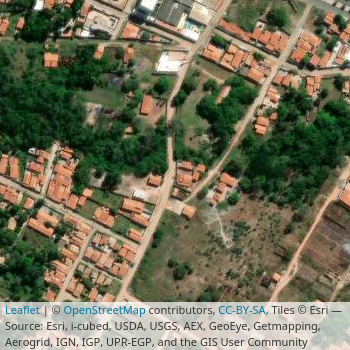 Leaflet | © OpenStreetMap contributors, CC-BY-SA, Tiles © Esri —
Source: Esri, i-cubed, USDA, USGS, AEX, GeoEye, Getmapping,
Aerogrid, IGN, IGP, UPR-EGP, and the GIS User Community